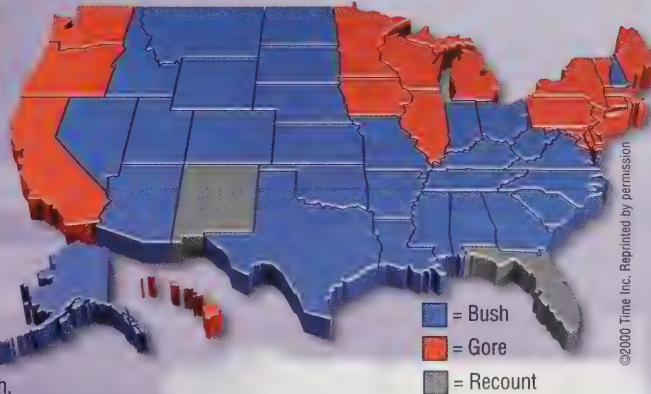 ©2000 Time Inc. Reprinted by permission
= Bush
= Gore
= Recount
h.